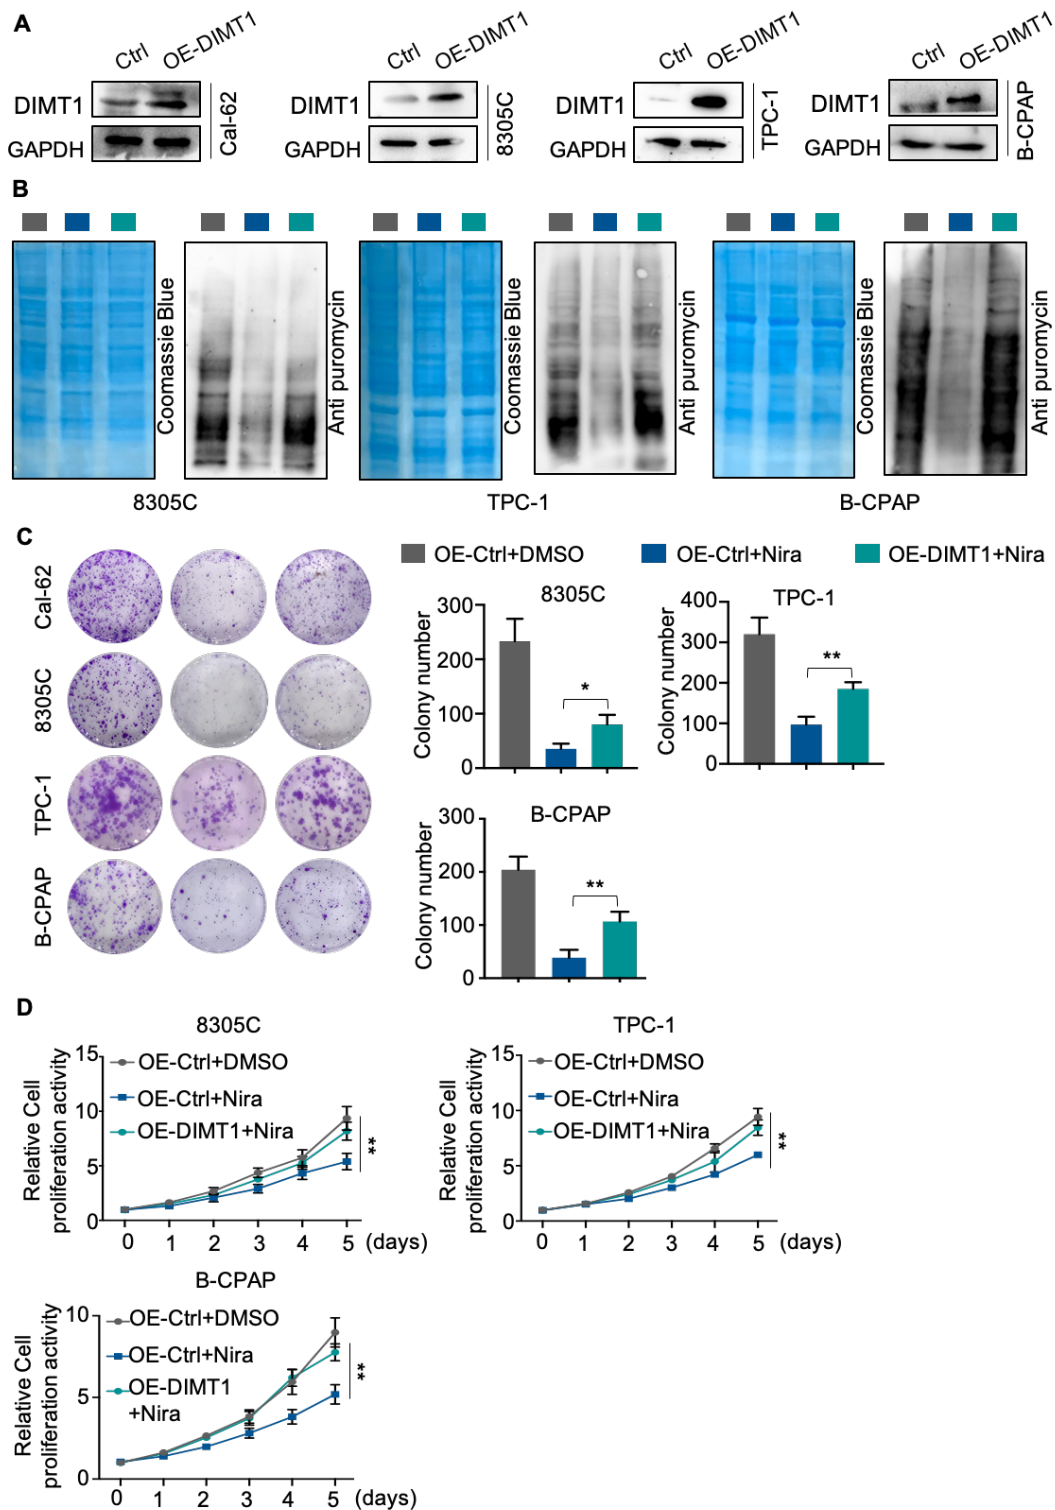 A
Ctrl OE-DIMT1
DIMT1
GAPDH
Cal-62
Ctrl OE-DIMT1
DIMT1
GAPDH
8305C
Ctrl OE-DIMT1
DIMT1
GAPDH
TPC-1
Ctrl OE-DIMT1
DIMT1
GAPDH
B-CPAP
B
Coomassie Blue
Anti puromycin
Coomassie Blue
Anti puromycin
Coomassie Blue
Anti puromycin
8305C
TPC-1
B-CPAP
C
OE-Ctrl+DMSO
OE-Ctrl+Nira
OE-DIMT1+Nira
Cal-62
8305C
TPC-1
B-CPAP
8305C
Colony number
300
200
100
0
*
TPC-1
Colony number
400
300
200
100
0
**
B-CPAP
Colony number
300
200
100
0
**
D
8305C
Relative Cell
proliferation activity
15
10
5
0
OE-Ctrl+DMSO
OE-Ctrl+Nira
OE-DIMT1+Nira
**
0 1 2 3 4 5 (days)
TPC-1
Relative Cell
proliferation activity
15
10
5
0
OE-Ctrl+DMSO
OE-Ctrl+Nira
OE-DIMT1+Nira
**
0 1 2 3 4 5 (days)
B-CPAP
Relative Cell
proliferation activity
10
5
0
OE-Ctrl+DMSO
OE-Ctrl+Nira
OE-DIMT1
+Nira
**
0 1 2 3 4 5 (days)